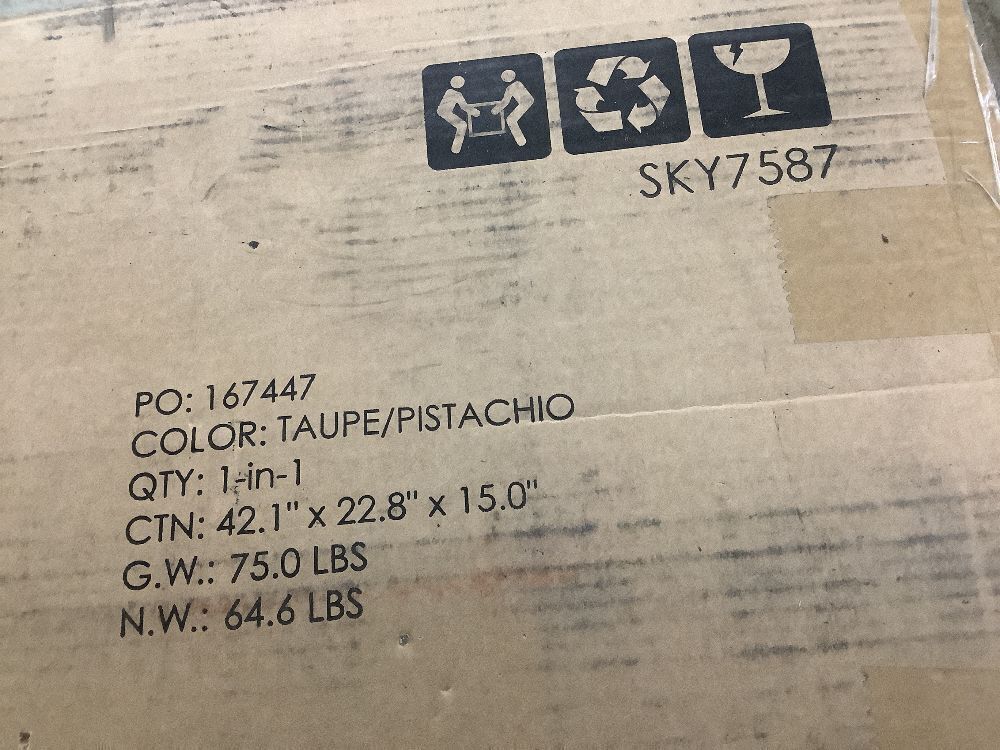 SKY7587
PO: 167447
COLOR: TAUPE/PISTACHIO
QTY: 1-in-1
CTN: 42.1" x 22.8" x 15.0"
G.W.: 75.0 LBS
N.W.: 64.6 LBS